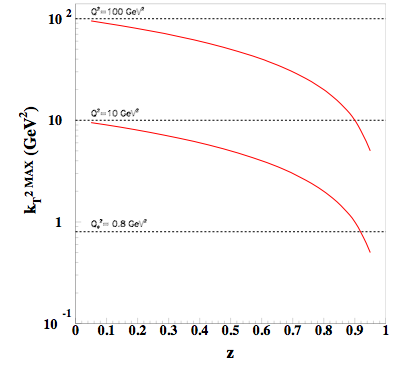 10 2
Q²=100 GeV²
10
Q²=10 GeV²
1
Q₀²= 0.8 GeV²
10 -1
0 0.1 0.2 0.3 0.4 0.5 0.6 0.7 0.8 0.9 1
z
k_T^2 MAX (GeV²)